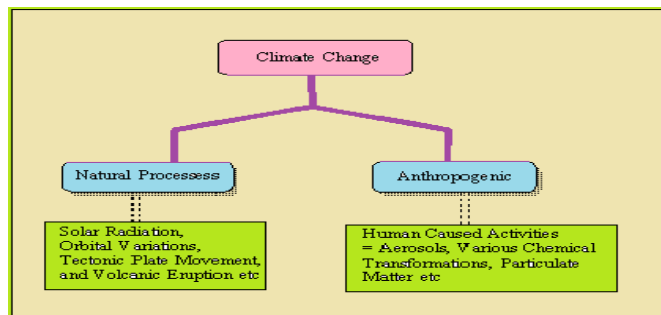 Climate Change
Natural Processess
Anthropogenic
Solar Radiation,
Orbital Variations,
Tectonic Plate Movement,
and Volcanic Eruption etc
Human Caused Activities
= Aerosols, Various Chemical
Transformations, Particulate
Matter etc